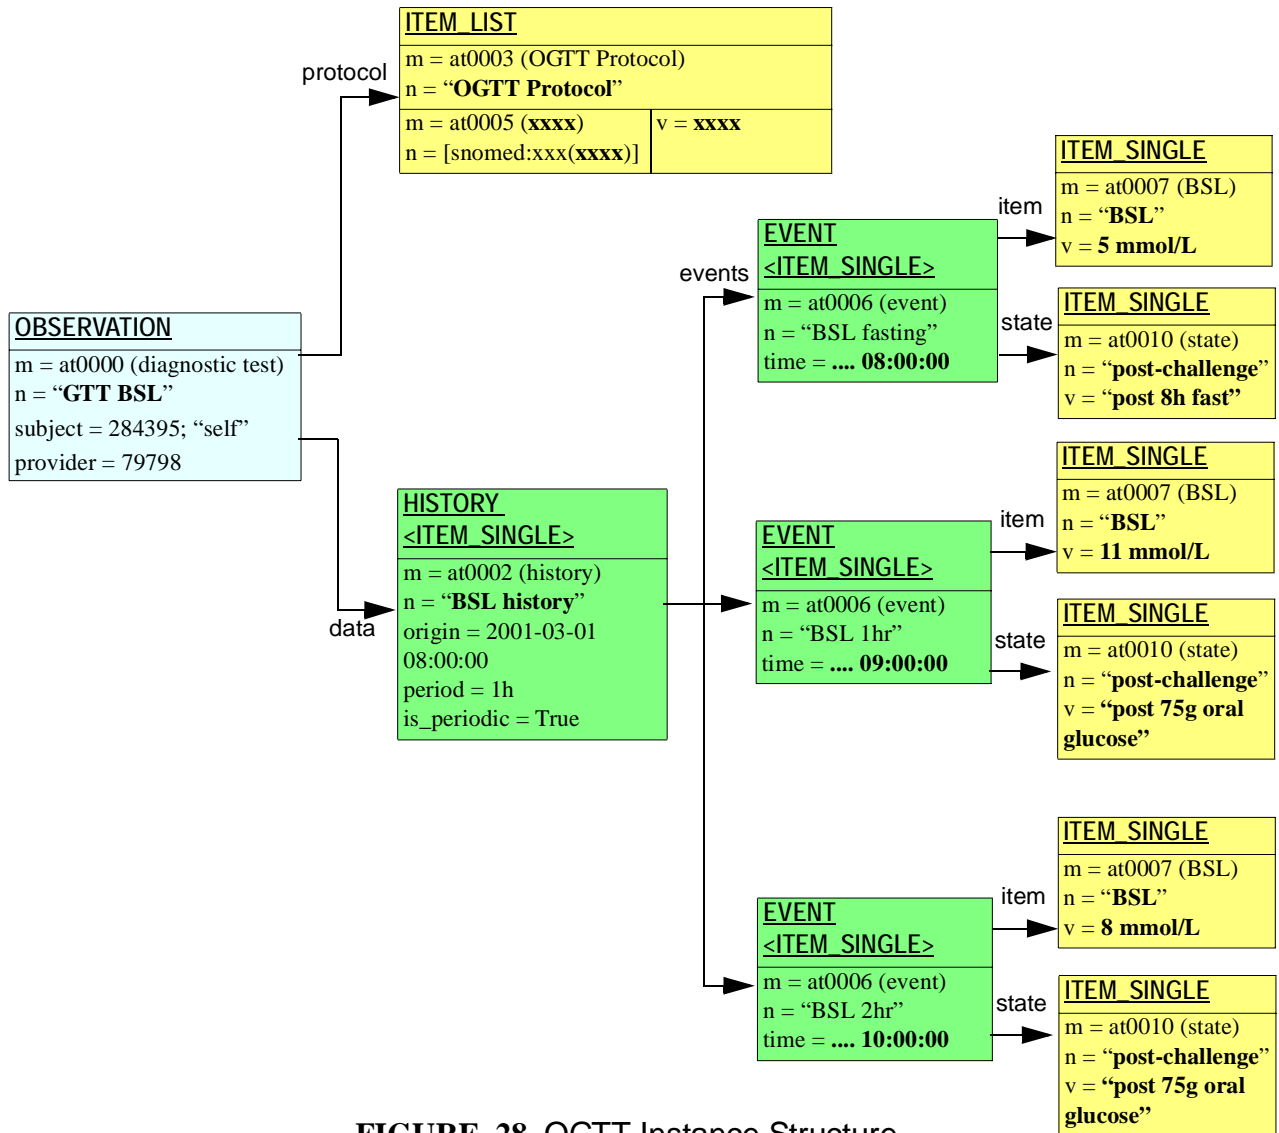 ITEM_LIST
m = at0003 (OGTT Protocol)
n = “OGTT Protocol”
m = at0005 (xxxx)
v = xxxx
n = [snomed:xxx(xxxx)]
protocol
OBSERVATION
m = at0000 (diagnostic test)
n = “GTT BSL”
subject = 284395; “self”
provider = 79798
data
HISTORY
<ITEM_SINGLE>
m = at0002 (history)
n = “BSL history”
origin = 2001-03-01
08:00:00
period = 1h
is_periodic = True
events
EVENT
<ITEM_SINGLE>
m = at0006 (event)
n = “BSL fasting”
time = .... 08:00:00
item
ITEM_SINGLE
m = at0007 (BSL)
n = “BSL”
v = 5 mmol/L
state
ITEM_SINGLE
m = at0010 (state)
n = “post-challenge”
v = “post 8h fast”
EVENT
<ITEM_SINGLE>
m = at0006 (event)
n = “BSL 1hr”
time = .... 09:00:00
item
ITEM_SINGLE
m = at0007 (BSL)
n = “BSL”
v = 11 mmol/L
state
ITEM_SINGLE
m = at0010 (state)
n = “post-challenge”
v = “post 75g oral
glucose”
EVENT
<ITEM_SINGLE>
m = at0006 (event)
n = “BSL 2hr”
time = .... 10:00:00
item
ITEM_SINGLE
m = at0007 (BSL)
n = “BSL”
v = 8 mmol/L
state
ITEM_SINGLE
m = at0010 (state)
n = “post-challenge”
v = “post 75g oral
glucose”
FIGURE 28 OGTT Instance Structure